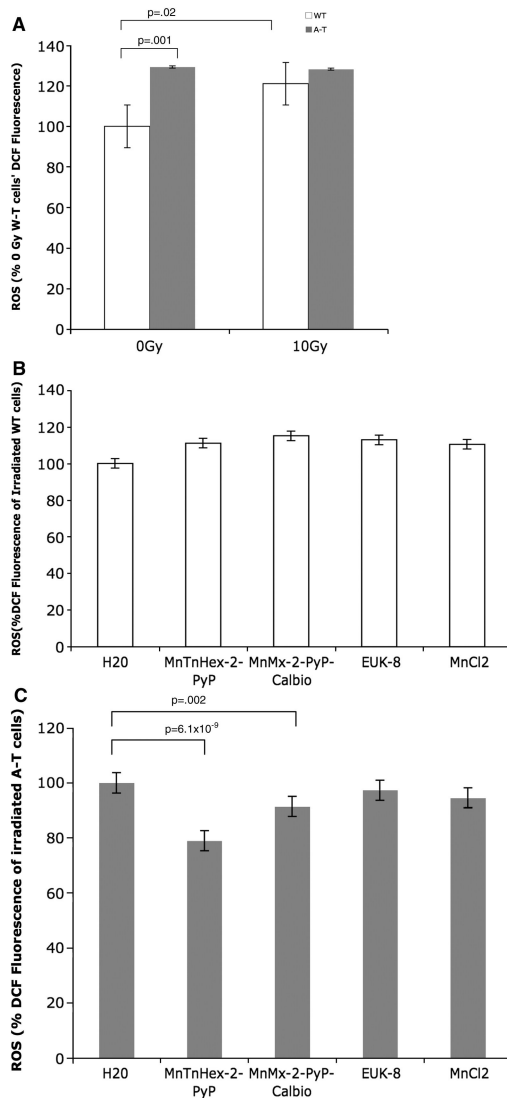 A
p=.02
WT
A-T
p=.001
ROS (% 0 Gy W-T cells' DCF Fluorescence)
140
130
120
100
80
60
40
20
0
0Gy
10Gy
B
ROS(%DCF Fluorescence of Irradiated WT cells)
140
120
100
80
60
40
20
0
H20
MnTnHex-2-
PyP
MnMx-2-PyP-
Calbio
EUK-8
MnCl2
C
p=.002
p=6.1x10⁻⁹
ROS (% DCF Fluorescence of irradiated A-T cells)
120
100
80
60
40
20
0
H20
MnTnHex-2-
PyP
MnMx-2-PyP-
Calbio
EUK-8
MnCl2